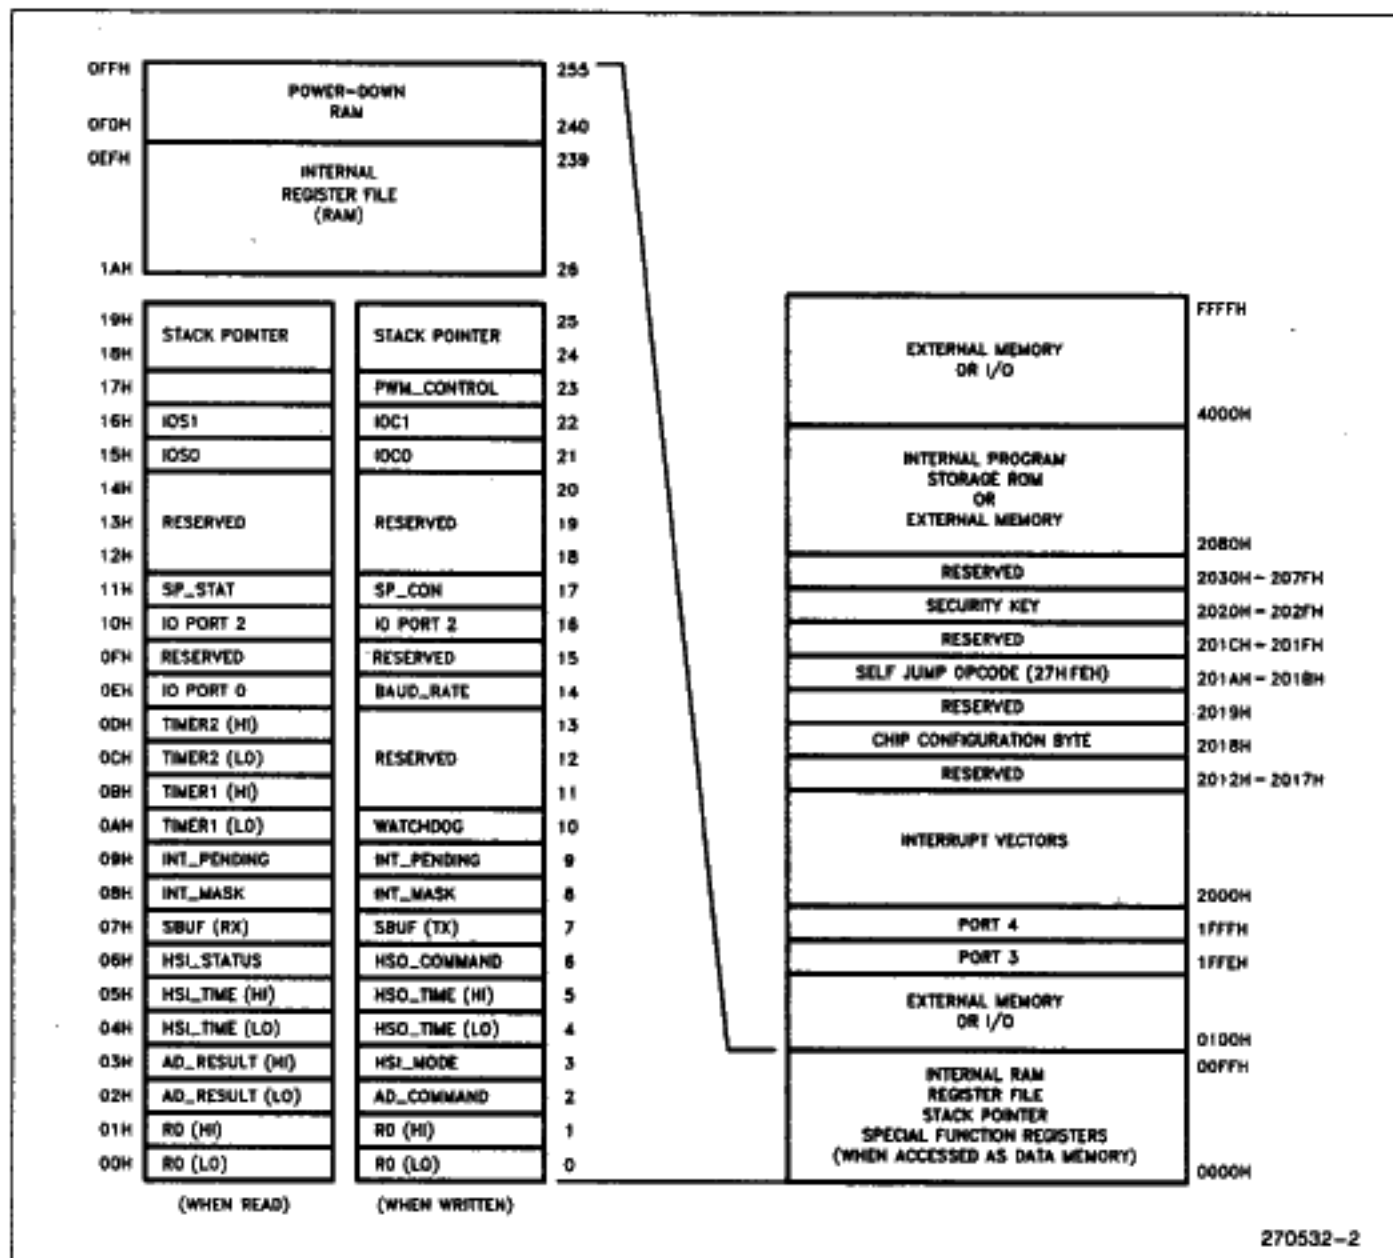 0FFH POWER-DOWN RAM 255
0F0H 240
0EFH INTERNAL REGISTER FILE (RAM) 239
1AH 26
19H STACK POINTER STACK POINTER 25
18H 24
17H PWM_CONTROL 23
16H IOS1 IOC1 22
15H IOS0 IOC0 21
14H 20
13H RESERVED RESERVED 19
12H 18
11H SP_STAT SP_CON 17
10H IO PORT 2 IO PORT 2 16
0FH RESERVED RESERVED 15
0EH IO PORT 0 BAUD_RATE 14
0DH TIMER2 (HI) 13
0CH TIMER2 (LO) RESERVED 12
0BH TIMER1 (HI) 11
0AH TIMER1 (LO) WATCHDOG 10
09H INT_PENDING INT_PENDING 9
08H INT_MASK INT_MASK 8
07H SBUF (RX) SBUF (TX) 7
06H HSI_STATUS HSO_COMMAND 6
05H HSI_TIME (HI) HSO_TIME (HI) 5
04H HSI_TIME (LO) HSO_TIME (LO) 4
03H AD_RESULT (HI) HSI_MODE 3
02H AD_RESULT (LO) AD_COMMAND 2
01H R0 (HI) R0 (HI) 1
00H R0 (LO) R0 (LO) 0
(WHEN READ) (WHEN WRITTEN)
FFFFH
EXTERNAL MEMORY
OR I/O
4000H
INTERNAL PROGRAM
STORAGE ROM
OR
EXTERNAL MEMORY
2080H
RESERVED 2030H-207FH
SECURITY KEY 2020H-202FH
RESERVED 201CH-201FH
SELF JUMP OPCODE (27H FEH) 201AH-201BH
RESERVED 2019H
CHIP CONFIGURATION BYTE 2018H
RESERVED 2012H-2017H
INTERRUPT VECTORS
2000H
PORT 4 1FFFH
PORT 3 1FFEH
EXTERNAL MEMORY
OR I/O
0100H
INTERNAL RAM 00FFH
REGISTER FILE
STACK POINTER
SPECIAL FUNCTION REGISTERS
(WHEN ACCESSED AS DATA MEMORY)
0000H
270532-2